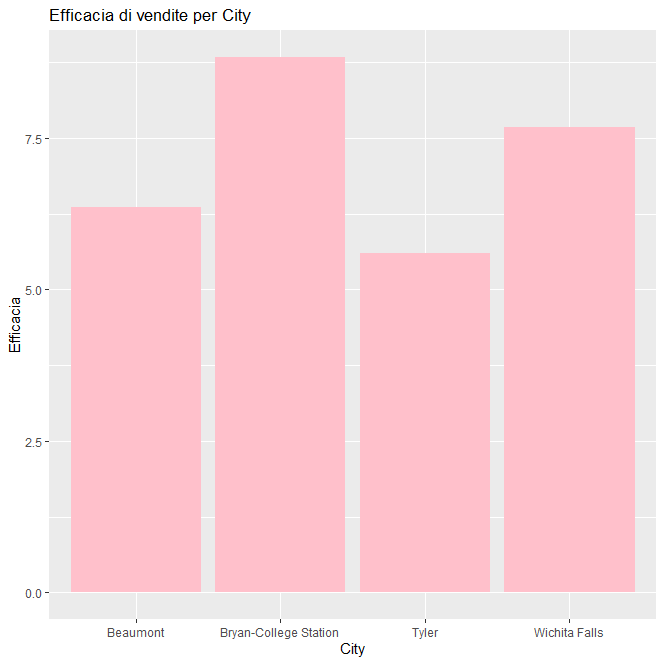 Efficacia di vendite per City
Efficacia
7.5
5.0
2.5
0.0
Beaumont
Bryan-College Station
Tyler
Wichita Falls
City